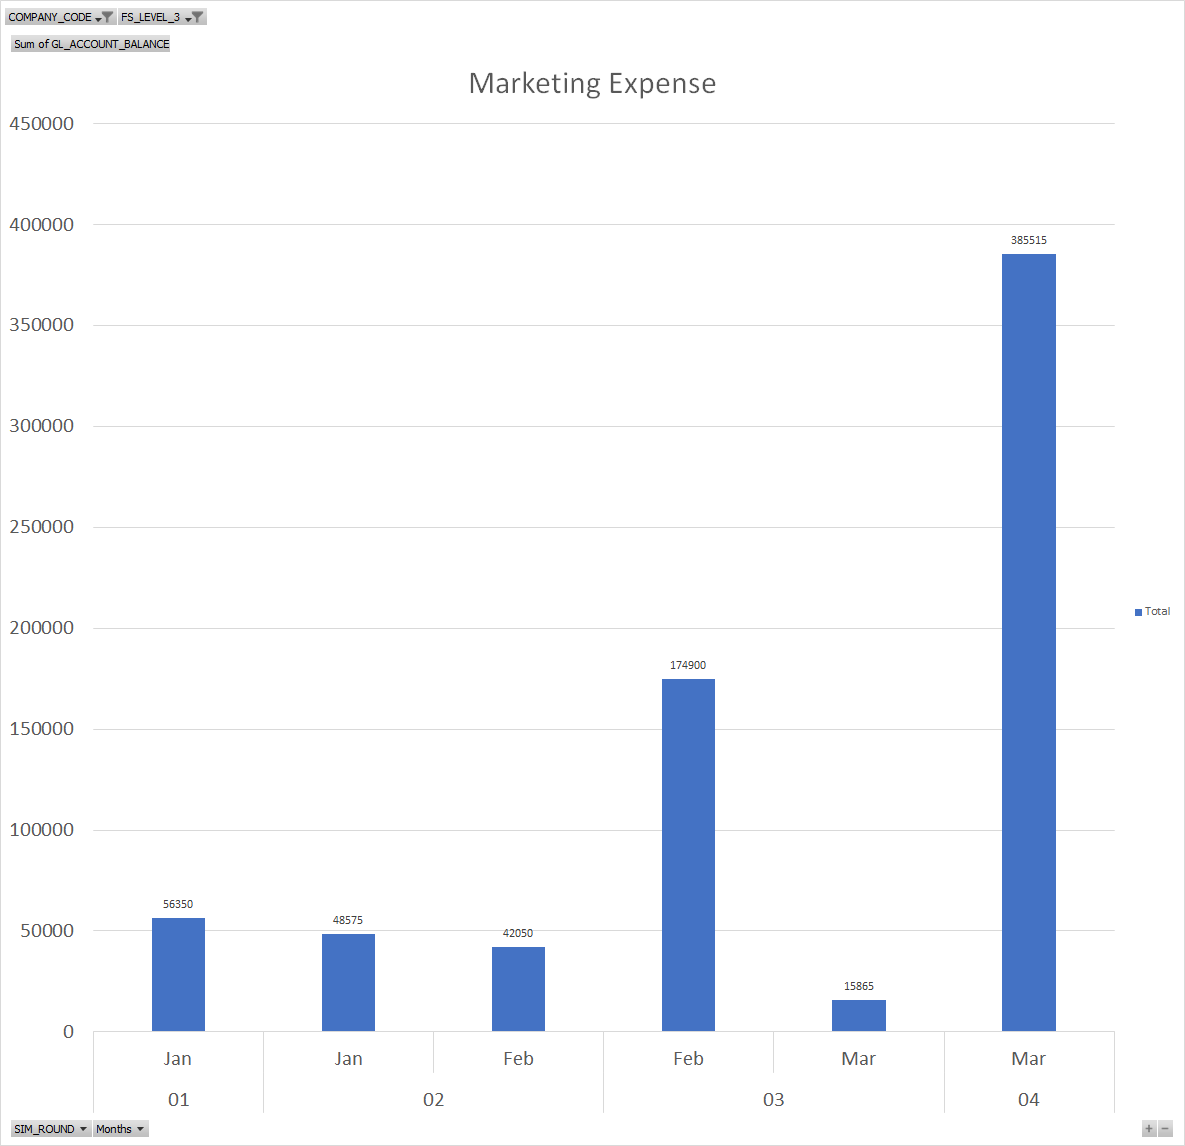 COMPANY_CODE FS_LEVEL_3
Sum of GL_ACCOUNT_BALANCE
Marketing Expense
450000
400000
385515
350000
300000
250000
200000
Total
174900
150000
100000
56350
48575
42050
50000
15865
0
Jan Jan Feb Feb Mar Mar
01 02 03 04
SIM_ROUND Months + -